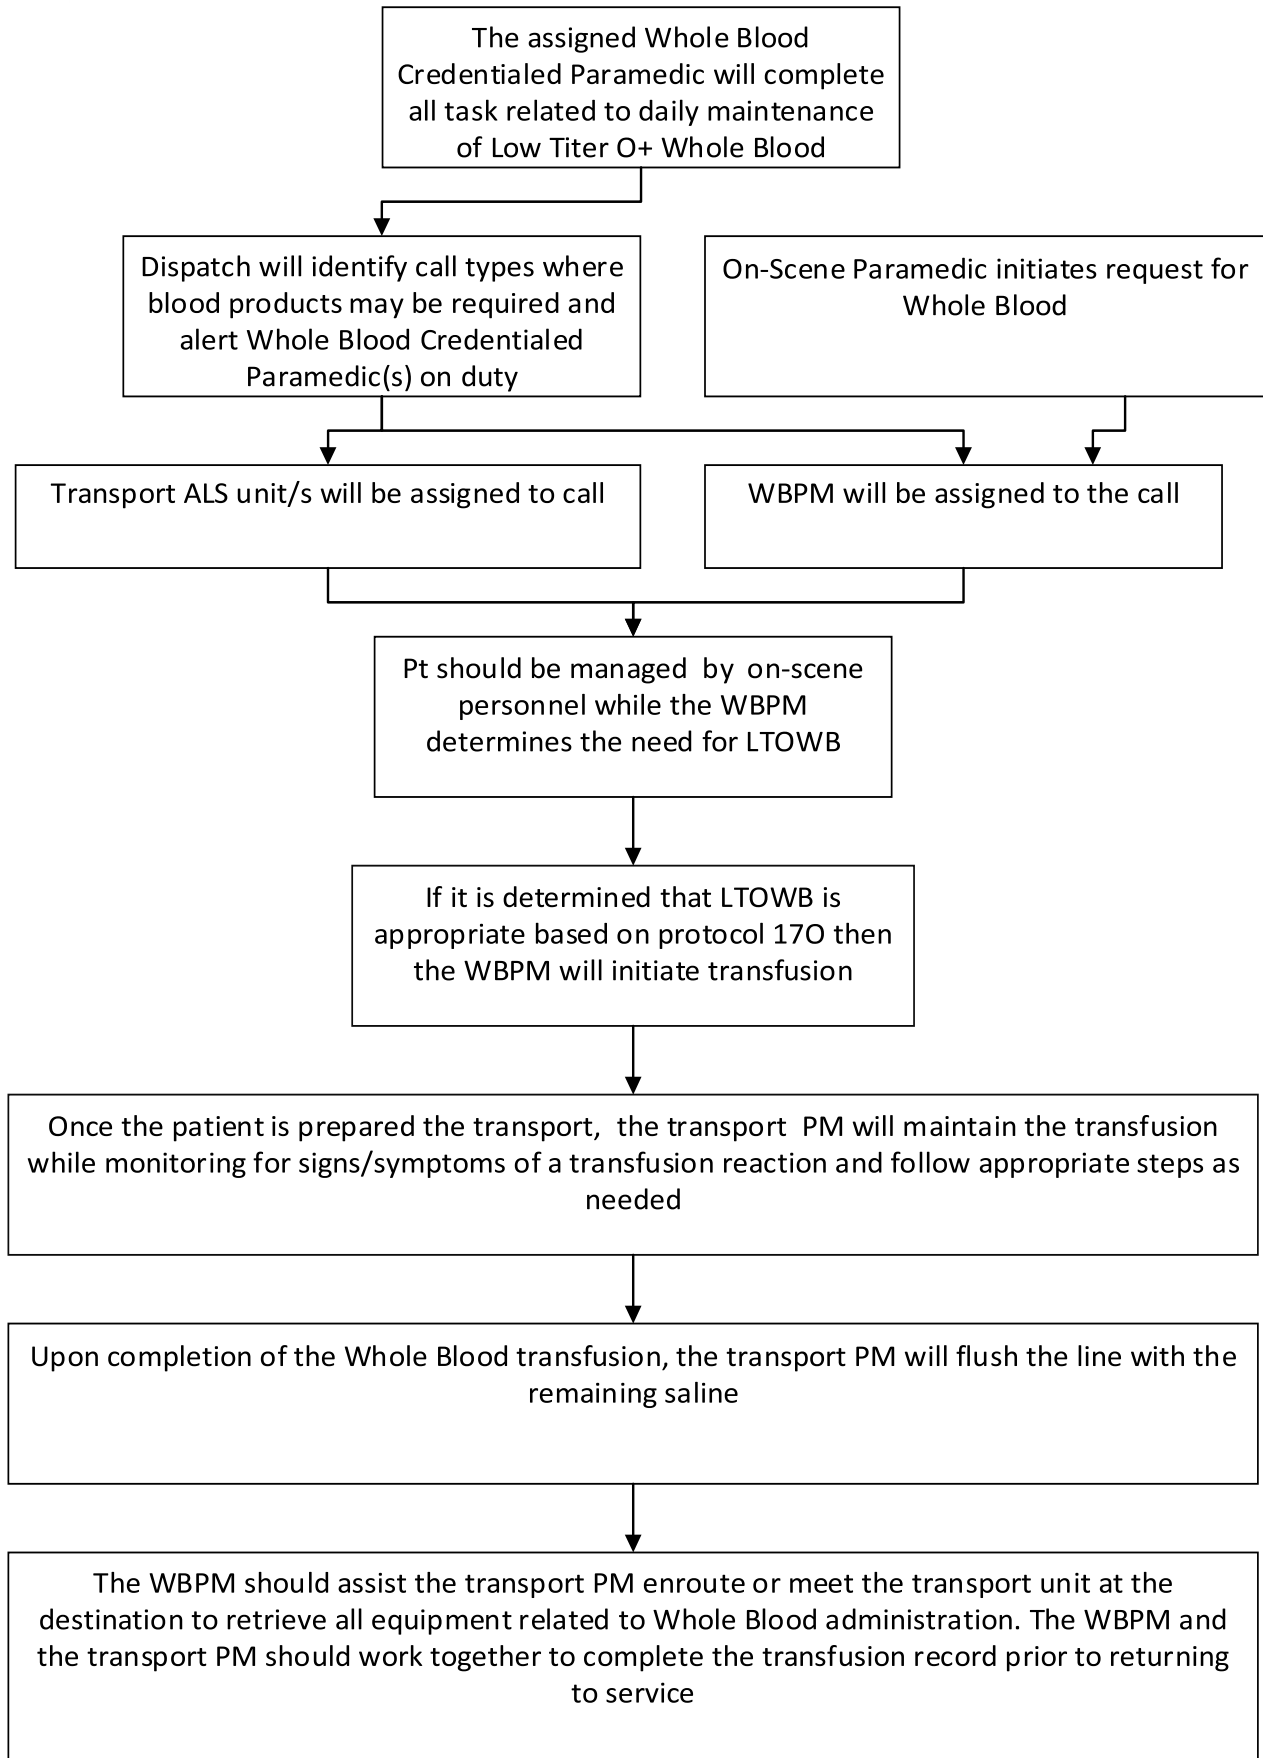 The assigned Whole Blood
Credentialed Paramedic will complete
all task related to daily maintenance
of Low Titer O+ Whole Blood
Dispatch will identify call types where
blood products may be required and
alert Whole Blood Credentialed
Paramedic(s) on duty
On-Scene Paramedic initiates request for
Whole Blood
Transport ALS unit/s will be assigned to call
WBPM will be assigned to the call
Pt should be managed by on-scene
personnel while the WBPM
determines the need for LTOWB
If it is determined that LTOWB is
appropriate based on protocol 17O then
the WBPM will initiate transfusion
Once the patient is prepared the transport, the transport PM will maintain the transfusion
while monitoring for signs/symptoms of a transfusion reaction and follow appropriate steps as
needed
Upon completion of the Whole Blood transfusion, the transport PM will flush the line with the
remaining saline
The WBPM should assist the transport PM enroute or meet the transport unit at the
destination to retrieve all equipment related to Whole Blood administration. The WBPM and
the transport PM should work together to complete the transfusion record prior to returning
to service